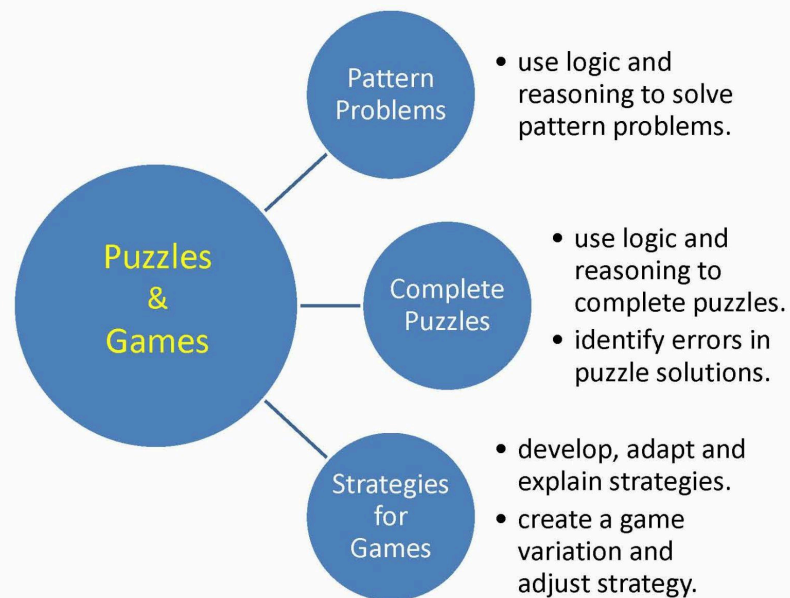 Puzzles
&
Games
Pattern
Problems
• use logic and
reasoning to solve
pattern problems.
Complete
Puzzles
• use logic and
reasoning to
complete puzzles.
• identify errors in
puzzle solutions.
Strategies
for
Games
• develop, adapt and
explain strategies.
• create a game
variation and
adjust strategy.